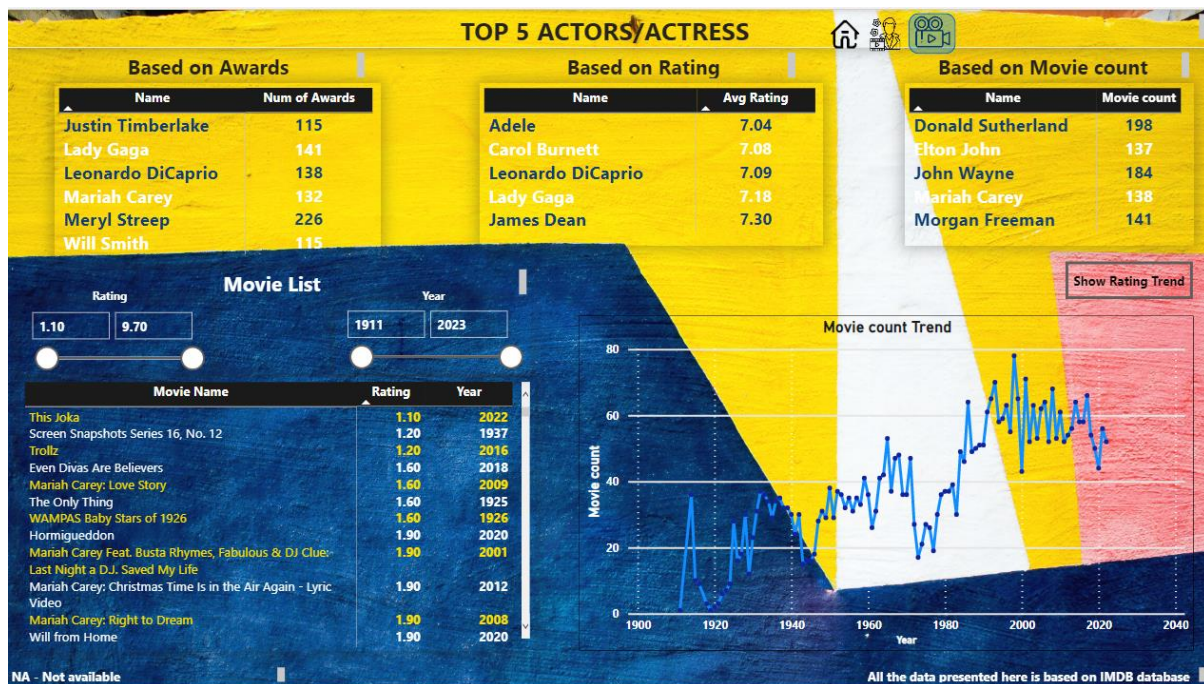 TOP 5 ACTORS/ACTRESS
Based on Awards
Name Num of Awards
Justin Timberlake 115
Lady Gaga 141
Leonardo DiCaprio 138
Mariah Carey 132
Meryl Streep 226
Will Smith 115
Based on Rating
Name Avg Rating
Adele 7.04
Carol Burnett 7.08
Leonardo DiCaprio 7.09
Lady Gaga 7.18
James Dean 7.30
Based on Movie count
Name Movie count
Donald Sutherland 198
Elton John 137
John Wayne 184
Mariah Carey 138
Morgan Freeman 141
Movie List
Rating
1.10 9.70
Year
1911 2023
Movie Name Rating Year
This Joka 1.10 2022
Screen Snapshots Series 16, No. 12 1.20 1937
Trollz 1.20 2016
Even Divas Are Believers 1.60 2018
Mariah Carey: Love Story 1.60 2009
The Only Thing 1.60 1925
WAMPAS Baby Stars of 1926 1.60 1926
Hormigueddon 1.90 2020
Mariah Carey Feat. Busta Rhymes, Fabulous & DJ Clue: 1.90 2001
Last Night a D.J. Saved My Life
Mariah Carey: Christmas Time Is in the Air Again - Lyric 1.90 2012
Video
Mariah Carey: Right to Dream 1.90 2008
Will from Home 1.90 2020
Show Rating Trend
Movie count Trend
Movie count
80
60
40
20
0
1900 1920 1940 1960 1980 2000 2020 2040
Year
NA - Not available
All the data presented here is based on IMDB database